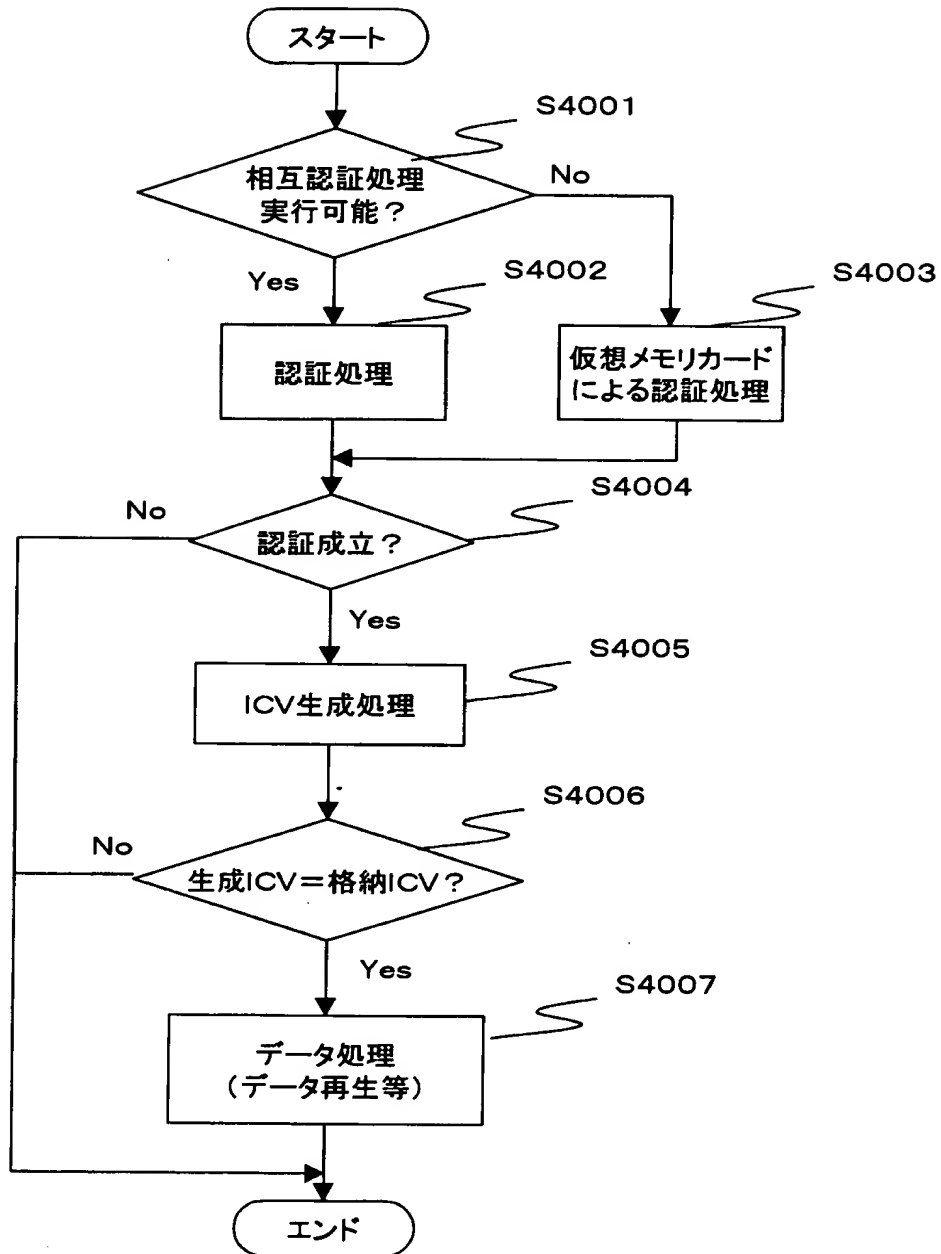 スタート
S4001
相互認証処理
実行可能？
No
Yes
S4002
S4003
認証処理
仮想メモリカード
による認証処理
S4004
No
認証成立？
Yes
S4005
ICV生成処理
S4006
No
生成ICV＝格納ICV？
Yes
S4007
データ処理
（データ再生等）
エンド